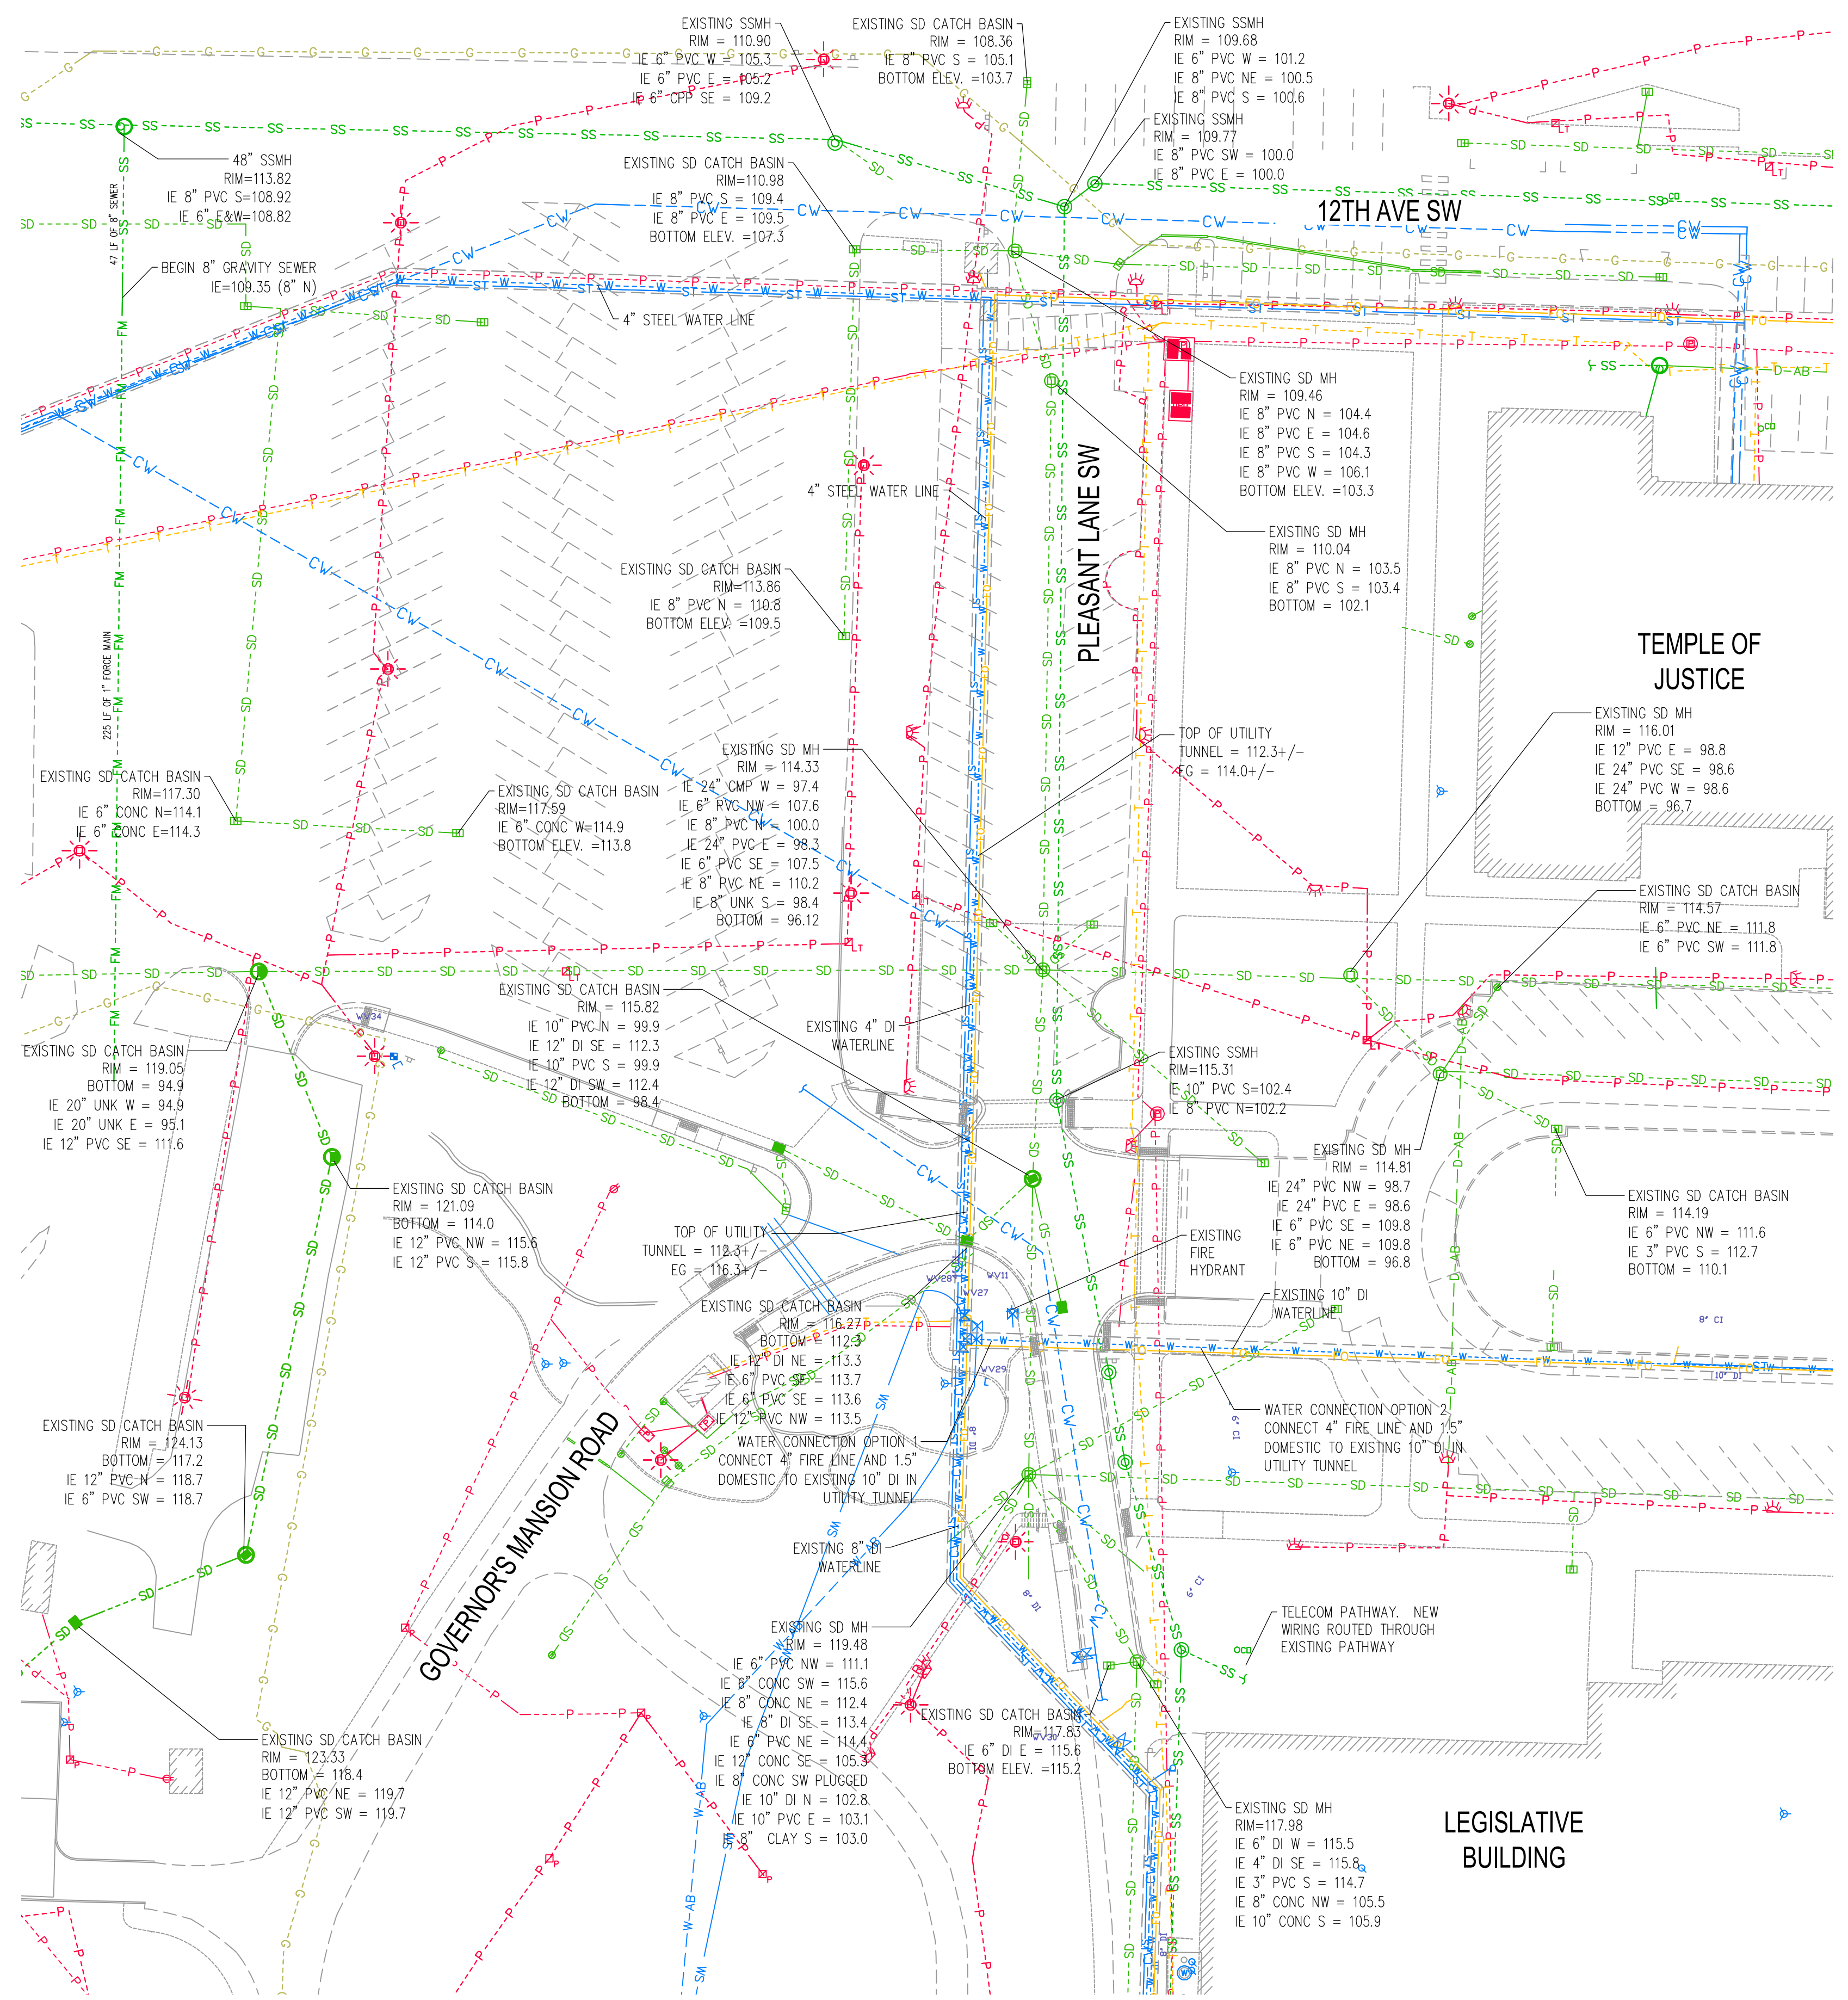 EXISTING SSMH
RIM = 110.90
IE 6" PVC W = 105.3
IE 6" PVC E = 105.2
IE 6" CPP SE = 109.2
EXISTING SD CATCH BASIN
RIM = 108.36
IE 8" PVC S = 105.1
BOTTOM ELEV. =103.7
EXISTING SSMH
RIM = 109.68
IE 6" PVC W = 101.2
IE 8" PVC NE = 100.5
IE 8" PVC S = 100.6
EXISTING SSMH
RIM = 109.77
IE 8" PVC SW = 100.0
IE 8" PVC E = 100.0
48" SSMH
RIM=113.82
IE 8" PVC S=108.92
IE 6" E&W=108.82
47 LF OF 8" SEWER
BEGIN 8" GRAVITY SEWER
IE=109.35 (8" N)
EXISTING SD CATCH BASIN
RIM=110.98
IE 8" PVC S = 109.4
IE 8" PVC E = 109.5
BOTTOM ELEV. =107.3
12TH AVE SW
4" STEEL WATER LINE
EXISTING SD MH
RIM = 109.46
IE 8" PVC N = 104.4
IE 8" PVC E = 104.6
IE 8" PVC S = 104.3
IE 8" PVC W = 106.1
BOTTOM ELEV. =103.3
4" STEEL WATER LINE
PLEASANT LANE SW
EXISTING SD MH
RIM = 110.04
IE 8" PVC N = 103.5
IE 8" PVC S = 103.4
BOTTOM = 102.1
EXISTING SD CATCH BASIN
RIM=113.86
IE 8" PVC N = 110.8
BOTTOM ELEV. =109.5
225 LF OF 1" FORCE MAIN
TEMPLE OF
JUSTICE
EXISTING SD MH
RIM = 116.01
IE 12" PVC E = 98.8
IE 24" PVC SE = 98.6
IE 24" PVC W = 98.6
BOTTOM = 96.7
TOP OF UTILITY
TUNNEL = 112.3+/-
EG = 114.0+/-
EXISTING SD MH
RIM = 114.33
IE 24" CMP W = 97.4
IE 6" PVC NW = 107.6
IE 8" PVC N = 100.0
IE 24" PVC E = 98.3
IE 6" PVC SE = 107.5
IE 8" PVC NE = 110.2
IE 8" UNK S = 98.4
BOTTOM = 96.12
EXISTING SD CATCH BASIN
RIM=117.30
IE 6" CONC N=114.1
IE 6" CONC E=114.3
EXISTING SD CATCH BASIN
RIM=117.59
IE 6" CONC W=114.9
BOTTOM ELEV. =113.8
EXISTING SD CATCH BASIN
RIM = 114.57
IE 6" PVC NE = 111.8
IE 6" PVC SW = 111.8
EXISTING SD CATCH BASIN
RIM = 115.82
IE 10" PVC N = 99.9
IE 12" DI SE = 112.3
IE 10" PVC S = 99.9
IE 12" DI SW = 112.4
BOTTOM = 98.4
EXISTING 4" DI
WATERLINE
WV34
EXISTING SD CATCH BASIN
RIM = 119.05
BOTTOM = 94.9
IE 20" UNK W = 94.9
IE 20" UNK E = 95.1
IE 12" PVC SE = 111.6
EXISTING SSMH
RIM=115.31
IE 10" PVC S=102.4
IE 8" PVC N=102.2
EXISTING SD MH
RIM = 114.81
IE 24" PVC NW = 98.7
IE 24" PVC E = 98.6
IE 6" PVC SE = 109.8
IE 6" PVC NE = 109.8
BOTTOM = 96.8
EXISTING SD CATCH BASIN
RIM = 114.19
IE 6" PVC NW = 111.6
IE 3" PVC S = 112.7
BOTTOM = 110.1
EXISTING SD CATCH BASIN
RIM = 121.09
BOTTOM = 114.0
IE 12" PVC NW = 115.6
IE 12" PVC S = 115.8
TOP OF UTILITY
TUNNEL = 112.3+/-
EG = 116.3+/-
EXISTING
FIRE
HYDRANT
WV28
WV11
WV27
WV29
EXISTING SD CATCH BASIN
RIM = 116.27
BOTTOM = 112.3
IE 12" DI NE = 113.3
IE 6" PVC SE = 113.7
IE 6" PVC SE = 113.6
IE 12" PVC NW = 113.5
EXISTING 10" DI
WATERLINE
8" CI
10" DI
WATER CONNECTION OPTION 1
CONNECT 4" FIRE LINE AND 1.5"
DOMESTIC TO EXISTING 10" DI IN
UTILITY TUNNEL
8" DI
WATER CONNECTION OPTION 2
CONNECT 4" FIRE LINE AND 1.5"
DOMESTIC TO EXISTING 10" DI IN
UTILITY TUNNEL
6" CI
EXISTING SD CATCH BASIN
RIM = 124.13
BOTTOM = 117.2
IE 12" PVC N = 118.7
IE 6" PVC SW = 118.7
GOVERNOR'S MANSION ROAD
EXISTING 8" DI
WATERLINE
8" DI
6" CI
EXISTING SD MH
RIM = 119.48
IE 6" PVC NW = 111.1
IE 6" CONC SW = 115.6
IE 8" CONC NE = 112.4
IE 8" DI SE = 113.4
IE 6" PVC NE = 114.4
IE 12" CONC SE = 105.3
IE 8" CONC SW PLUGGED
IE 10" DI N = 102.8
IE 10" PVC E = 103.1
IE 8" CLAY S = 103.0
TELECOM PATHWAY. NEW
WIRING ROUTED THROUGH
EXISTING PATHWAY
EXISTING SD CATCH BASIN
RIM=117.83
IE 6" DI E = 115.6
BOTTOM ELEV. =115.2
WV30
EXISTING SD CATCH BASIN
RIM = 123.33
BOTTOM = 118.4
IE 12" PVC NE = 119.7
IE 12" PVC SW = 119.7
EXISTING SD MH
RIM=117.98
IE 6" DI W = 115.5
IE 4" DI SE = 115.8
IE 3" PVC S = 114.7
IE 8" CONC NW = 105.5
IE 10" CONC S = 105.9
LEGISLATIVE
BUILDING
8" DI